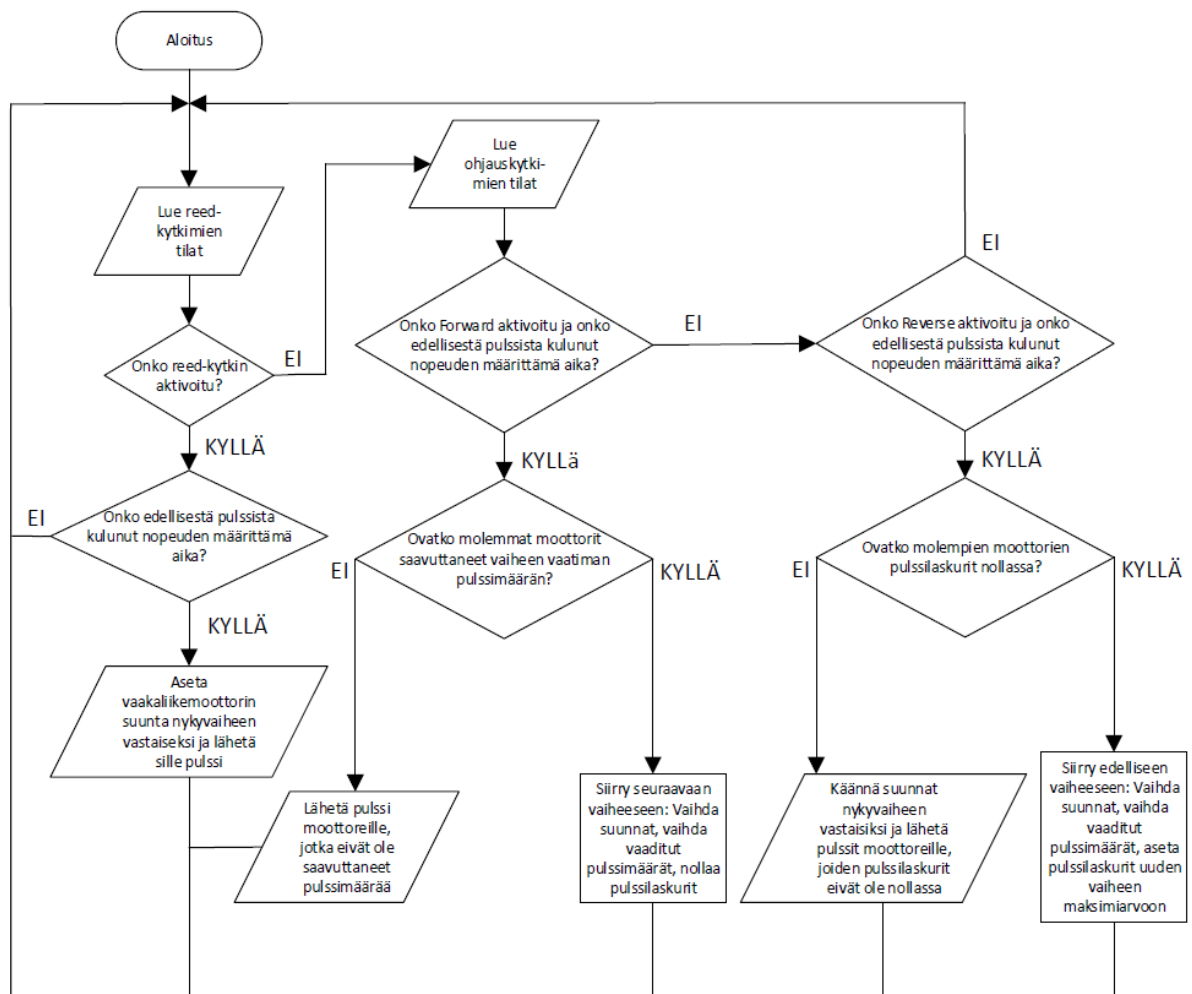 Aloitus
Lue reed-
kytkimien
tilat
Onko reed-kytkin
aktivoitu?
EI
KYLLÄ
Onko edellisestä pulssista
kulunut nopeuden määrittämä
aika?
EI
KYLLÄ
Aseta
vaakaliikemoottorin
suunta nykyvaiheen
vastaiseksi ja lähetä
sille pulssi
Lue
ohjauskytki-
mien tilat
Onko Forward aktivoitu ja onko
edellisestä pulssista kulunut
nopeuden määrittämä aika?
EI
KYLLä
Ovatko molemmat moottorit
saavuttaneet vaiheen vaatiman
pulssimäärän?
EI
KYLLÄ
Lähetä pulssi
moottoreille,
jotka eivät ole
saavuttaneet
pulssimäärää
Siirry seuraavaan
vaiheeseen: Vaihda
suunnat, vaihda
vaaditut
pulssimäärät, nollaa
pulssilaskurit
Onko Reverse aktivoitu ja onko
edellisestä pulssista kulunut
nopeuden määrittämä aika?
EI
KYLLÄ
Ovatko molempien moottorien
pulssilaskurit nollassa?
EI
KYLLÄ
Käännä suunnat
nykyvaiheen
vastaisiksi ja lähetä
pulssit moottoreille,
joiden pulssilaskurit
eivät ole nollassa
Siirry edelliseen
vaiheeseen: Vaihda
suunnat, vaihda
vaaditut
pulssimäärät, aseta
pulssilaskurit uuden
vaiheen
maksimiarvoon